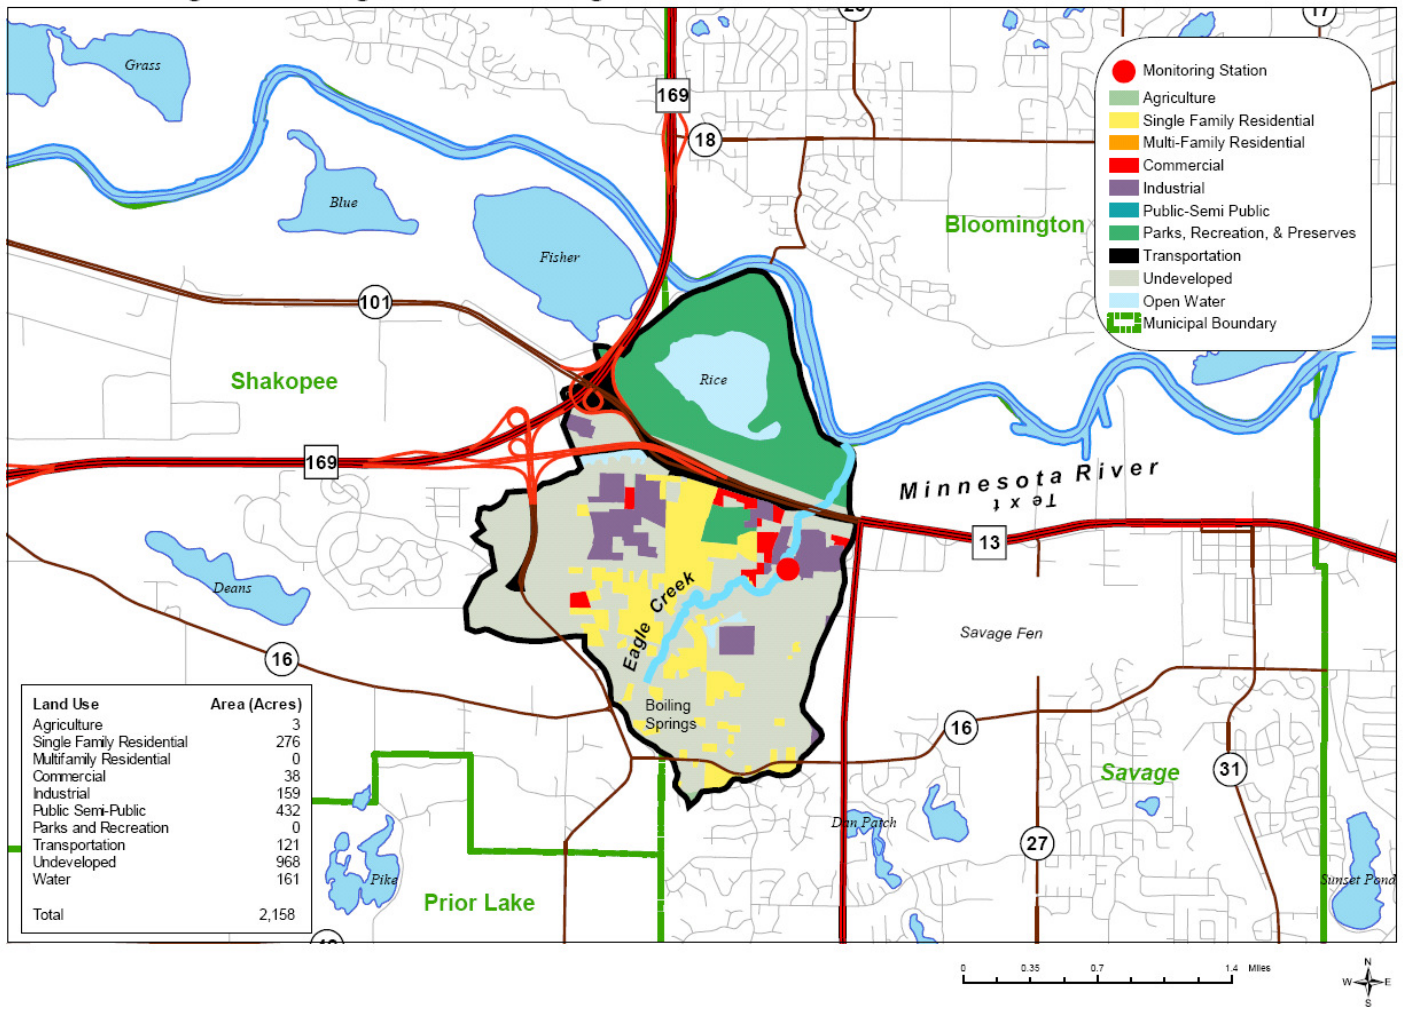 169
18
Grass
Blue
Fisher
Bloomington
Monitoring Station
Agriculture
Single Family Residential
Multi-Family Residential
Commercial
Industrial
Public-Semi Public
Parks, Recreation, & Preserves
Transportation
Undeveloped
Open Water
Municipal Boundary
101
Shakopee
Rice
169
Minnesota River
Text
13
Deans
Eagle Creek
Savage Fen
16
Boiling
Springs
16
Savage
31
Land Use Area (Acres)
Agriculture 3
Single Family Residential 276
Multifamily Residential 0
Commercial 38
Industrial 159
Public Semi-Public 432
Parks and Recreation 0
Transportation 121
Undeveloped 968
Water 161
Total 2,158
Dan Patch
27
Pike
Sunset Pond
Prior Lake
0 0.35 0.7 1.4 Miles
N
W E
S